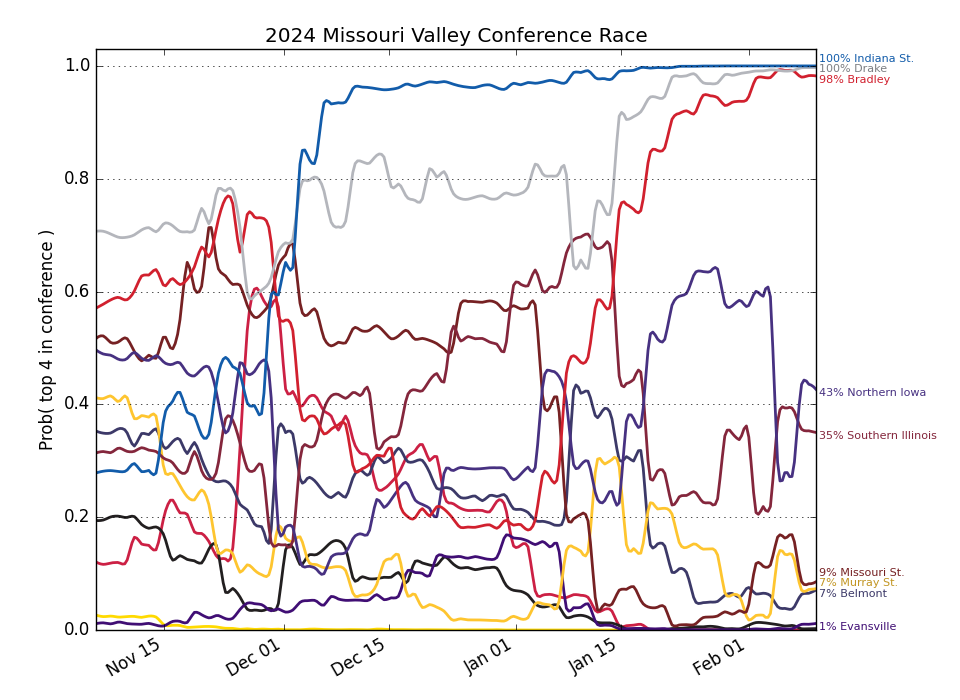 2024 Missouri Valley Conference Race
Prob( top 4 in conference )
1.0
0.8
0.6
0.4
0.2
0.0
Nov 15
Dec 01
Dec 15
Jan 01
Jan 15
Feb 01
100% Indiana St.
100% Drake
98% Bradley
43% Northern Iowa
35% Southern Illinois
9% Missouri St.
7% Murray St.
7% Belmont
1% Evansville